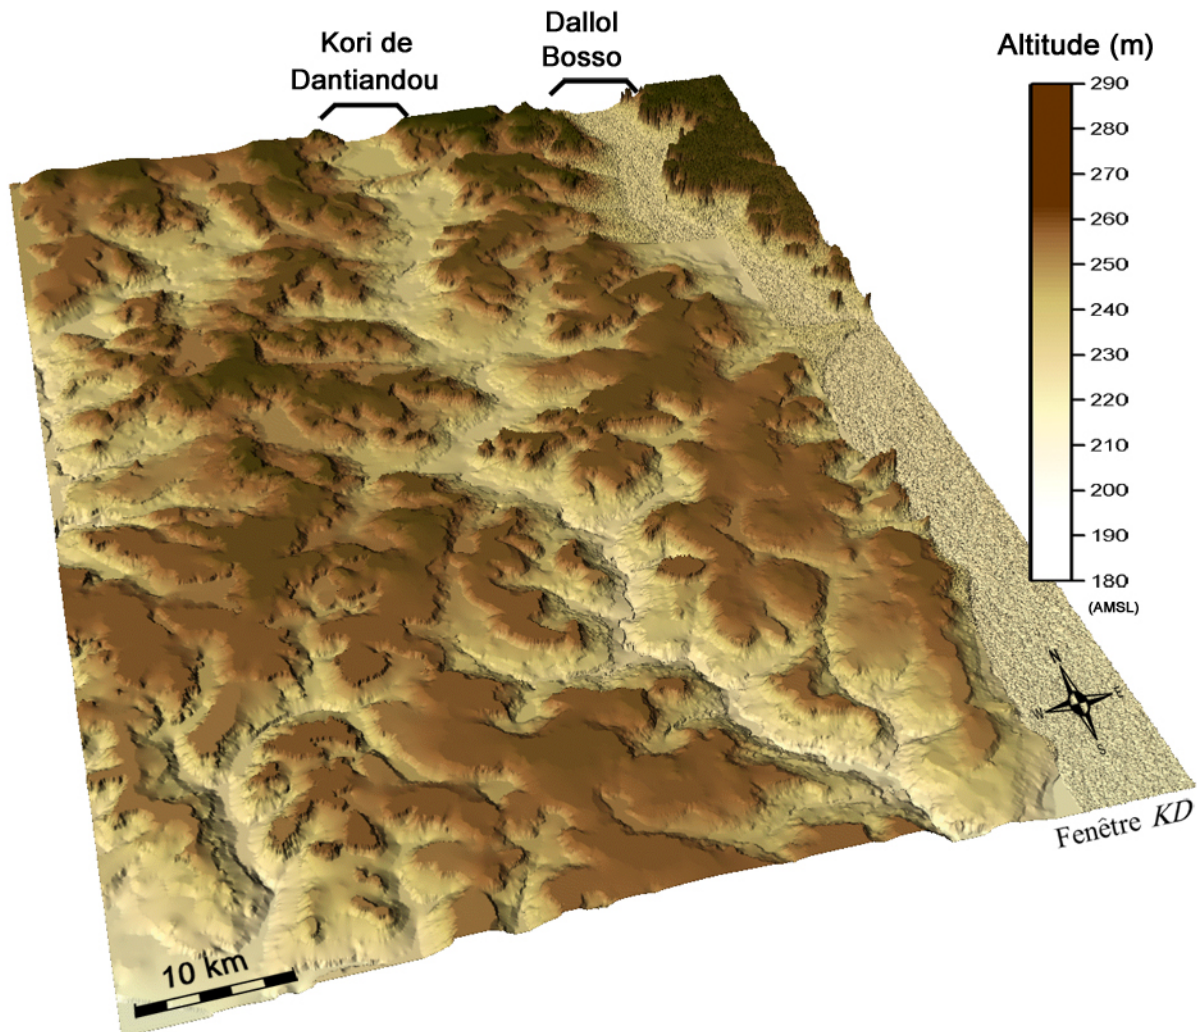 Kori de
Dantiandou
Dallol
Bosso
Altitude (m)
290
280
270
260
250
240
230
220
210
200
190
180
(AMSL)
N
W
E
S
Fenêtre KD
10 km